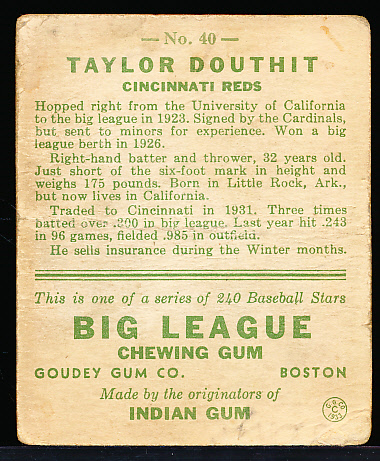 — No. 40 —
TAYLOR DOUTHIT
CINCINNATI REDS
Hopped right from the University of California
to the big league in 1923. Signed by the Cardinals,
but sent to minors for experience. Won a big
league berth in 1926.
Right-hand batter and thrower, 32 years old.
Just short of the six-foot mark in height and
weighs 175 pounds. Born in Little Rock, Ark.,
but now lives in California.
Traded to Cincinnati in 1931. Three times
batted over .300 in big league. Last year hit .243
in 96 games, fielded .985 in outfield.
He sells insurance during the Winter months.
This is one of a series of 240 Baseball Stars
BIG LEAGUE
CHEWING GUM
GOUDEY GUM CO. BOSTON
Made by the originators of
INDIAN GUM
G. G. CO.
C
1933